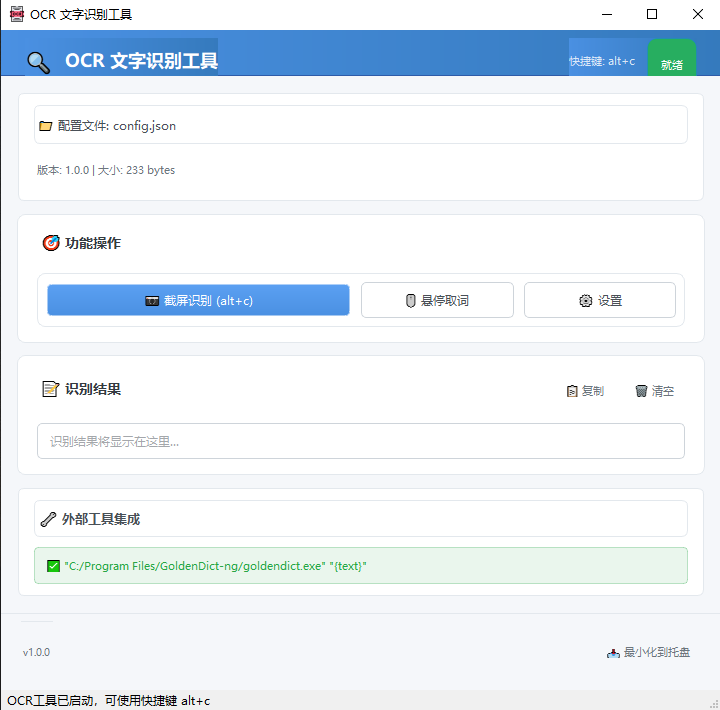 OCR 文字识别工具
OCR 文字识别工具
快捷键: alt+c
就绪
配置文件: config.json
版本: 1.0.0 | 大小: 233 bytes
功能操作
截屏识别 (alt+c)
悬停取词
设置
识别结果
复制
清空
识别结果将显示在这里...
外部工具集成
"C:/Program Files/GoldenDict-ng/goldendict.exe" "{text}"
v1.0.0
最小化到托盘
OCR工具已启动，可使用快捷键 alt+c